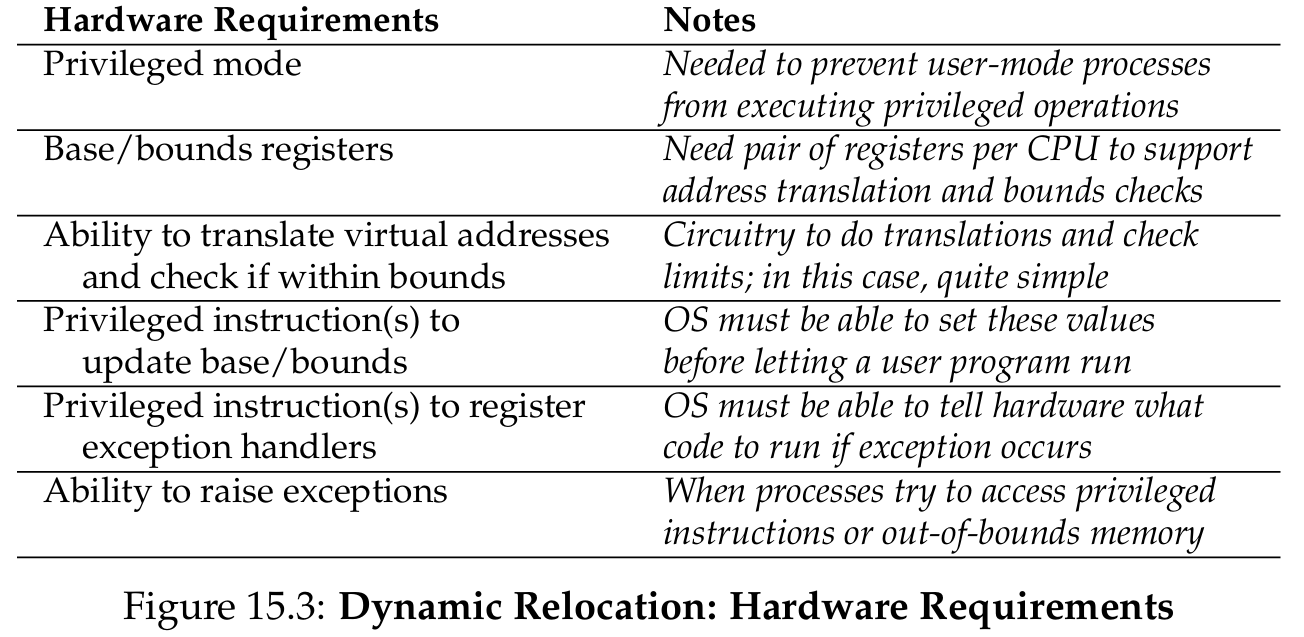 Hardware Requirements Notes
Privileged mode Needed to prevent user-mode processes
from executing privileged operations
Base/bounds registers Need pair of registers per CPU to support
address translation and bounds checks
Ability to translate virtual addresses Circuitry to do translations and check
and check if within bounds limits; in this case, quite simple
Privileged instruction(s) to OS must be able to set these values
update base/bounds before letting a user program run
Privileged instruction(s) to register OS must be able to tell hardware what
exception handlers code to run if exception occurs
Ability to raise exceptions When processes try to access privileged
instructions or out-of-bounds memory
Figure 15.3: Dynamic Relocation: Hardware Requirements